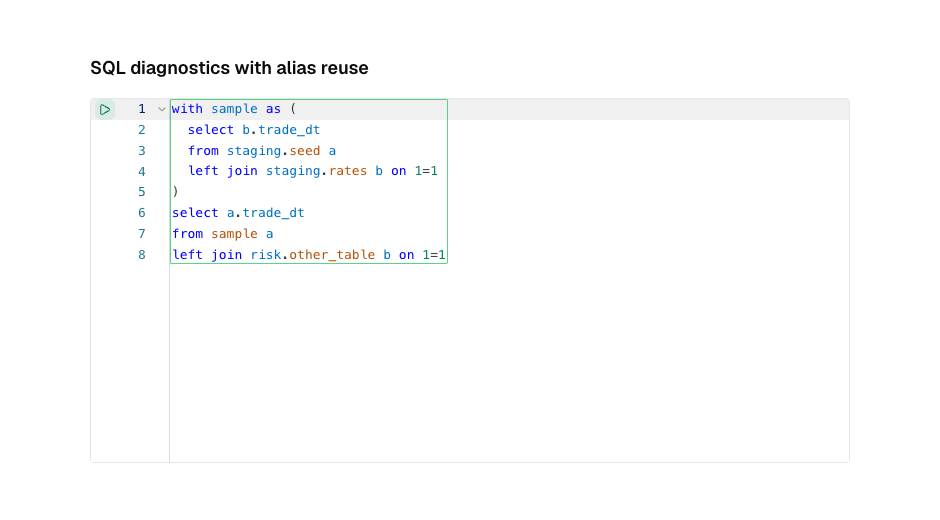 SQL diagnostics with alias reuse
1 with sample as (
2   select b.trade_dt
3   from staging.seed a
4   left join staging.rates b on 1=1
5 )
6 select a.trade_dt
7 from sample a
8 left join risk.other_table b on 1=1